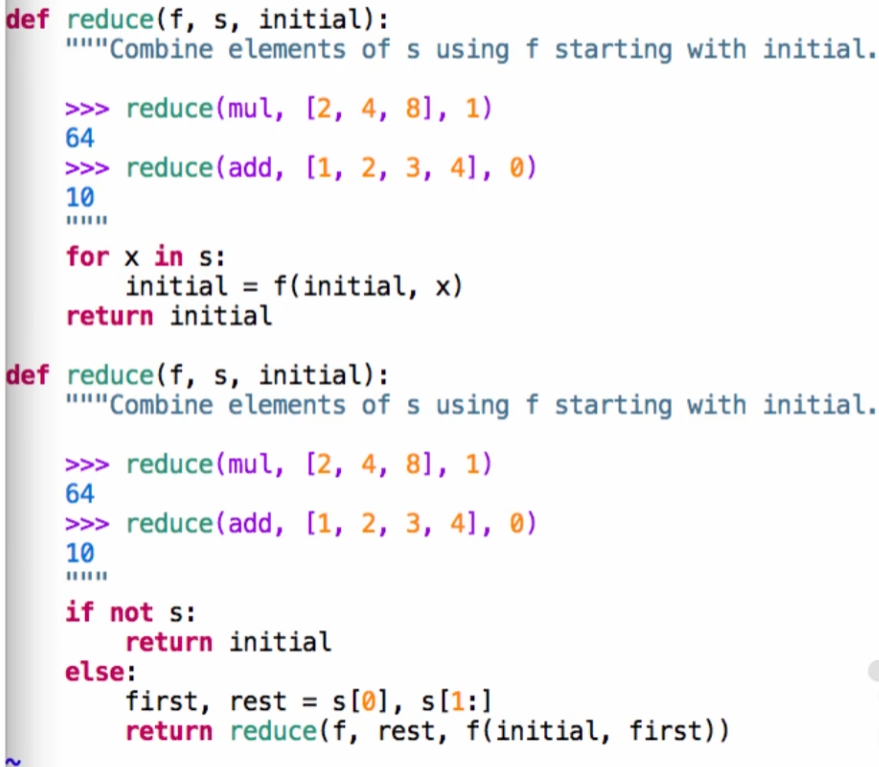 def reduce(f, s, initial):
    """Combine elements of s using f starting with initial.

    >>> reduce(mul, [2, 4, 8], 1)
    64
    >>> reduce(add, [1, 2, 3, 4], 0)
    10
    """
    for x in s:
        initial = f(initial, x)
    return initial

def reduce(f, s, initial):
    """Combine elements of s using f starting with initial.

    >>> reduce(mul, [2, 4, 8], 1)
    64
    >>> reduce(add, [1, 2, 3, 4], 0)
    10
    """
    if not s:
        return initial
    else:
        first, rest = s[0], s[1:]
        return reduce(f, rest, f(initial, first))
~